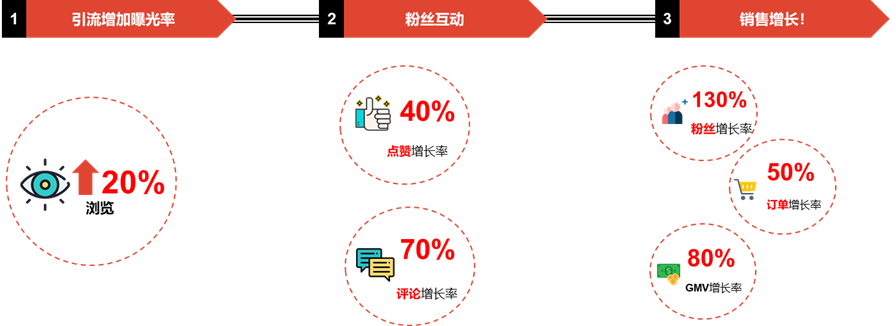 1 引流增加曝光率
2 粉丝互动
3 销售增长!
20%
浏览
40%
点赞增长率
70%
评论增长率
+130%
粉丝增长率
50%
订单增长率
80%
GMV增长率